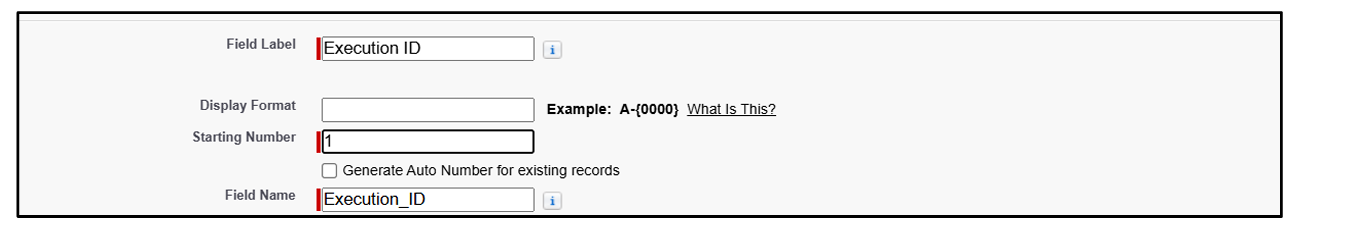 Field Label Execution ID i
Display Format Example: A-{0000} What Is This?
Starting Number 1
Generate Auto Number for existing records
Field Name Execution_ID i